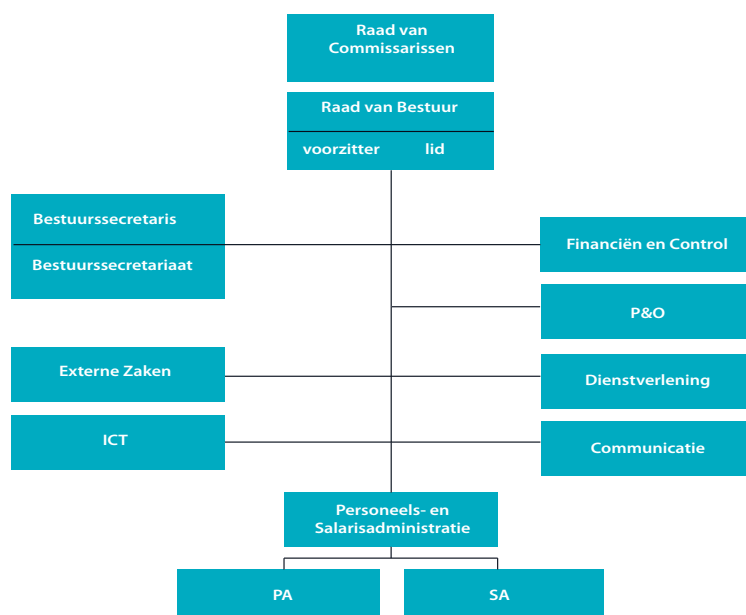 Raad van
Commissarissen
Raad van Bestuur
voorzitter lid
Bestuurssecretaris
Bestuurssecretariaat
Financiën en Control
P&O
Externe Zaken
Dienstverlening
ICT
Communicatie
Personeels- en
Salarisadministratie
PA
SA